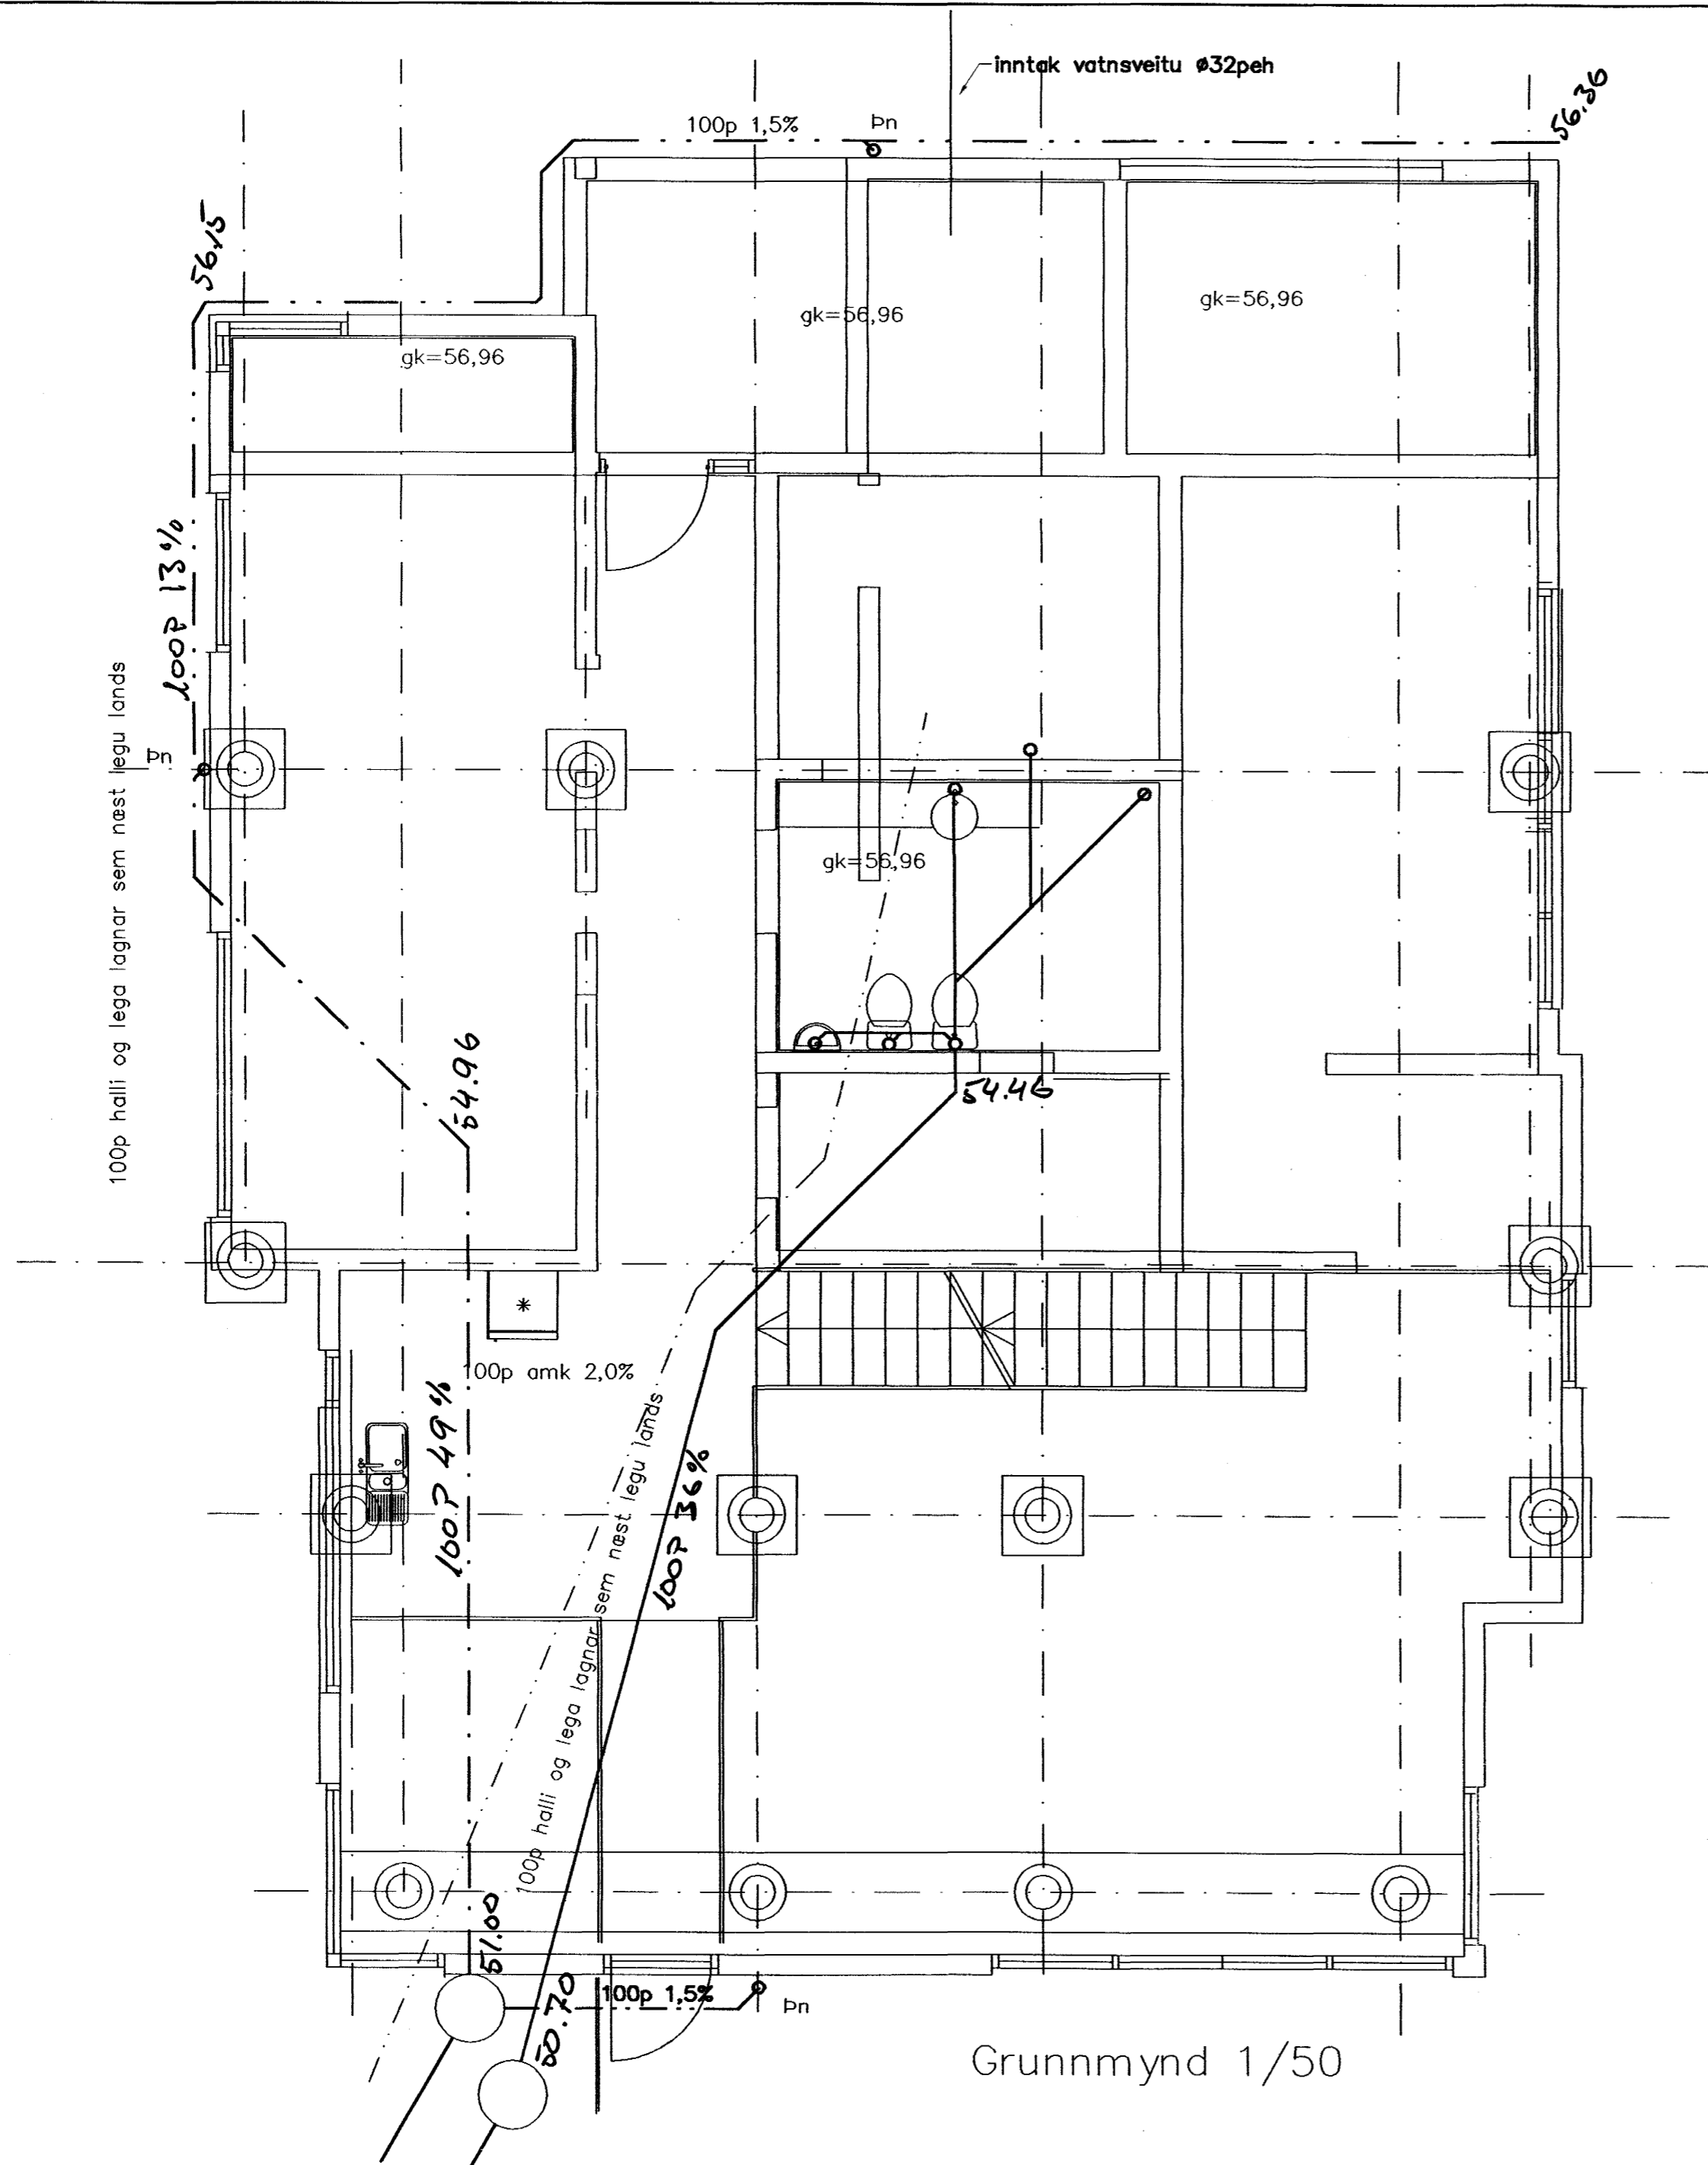 inntak vatnsveitu ø32peh
56.36
100p 1,5%
Þn
56.15
gk=56,96
gk=56,96
gk=56,96
100P 13%
100p halli og lega lagnar sem næst legu lands
Þn
gk=56,96
54.96
54.46
*
100p amk 2,0%
100P 49%
100p halli og lega lagnar sem næst legu lands
100P 36%
51.00
50.70
100p 1,5%
Þn
Grunnmynd 1/50